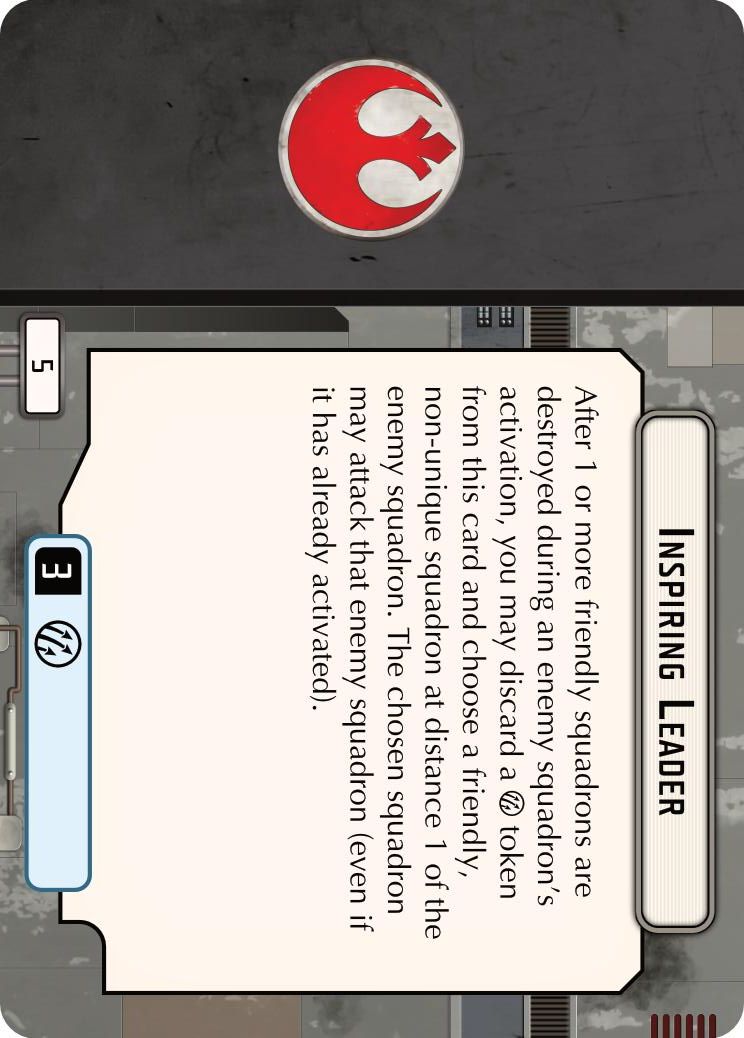 INSPIRING LEADER
After 1 or more friendly squadrons are
destroyed during an enemy squadron's
activation, you may discard a token
from this card and choose a friendly,
non-unique squadron at distance 1 of the
enemy squadron. The chosen squadron
may attack that enemy squadron (even if
it has already activated).
3
5